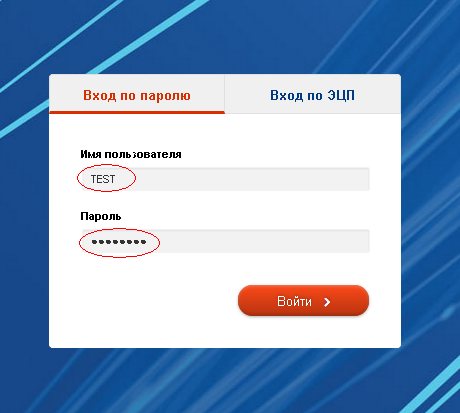 Вход по паролю Вход по ЭЦП
Имя пользователя
TEST
Пароль
••••••••
Войти